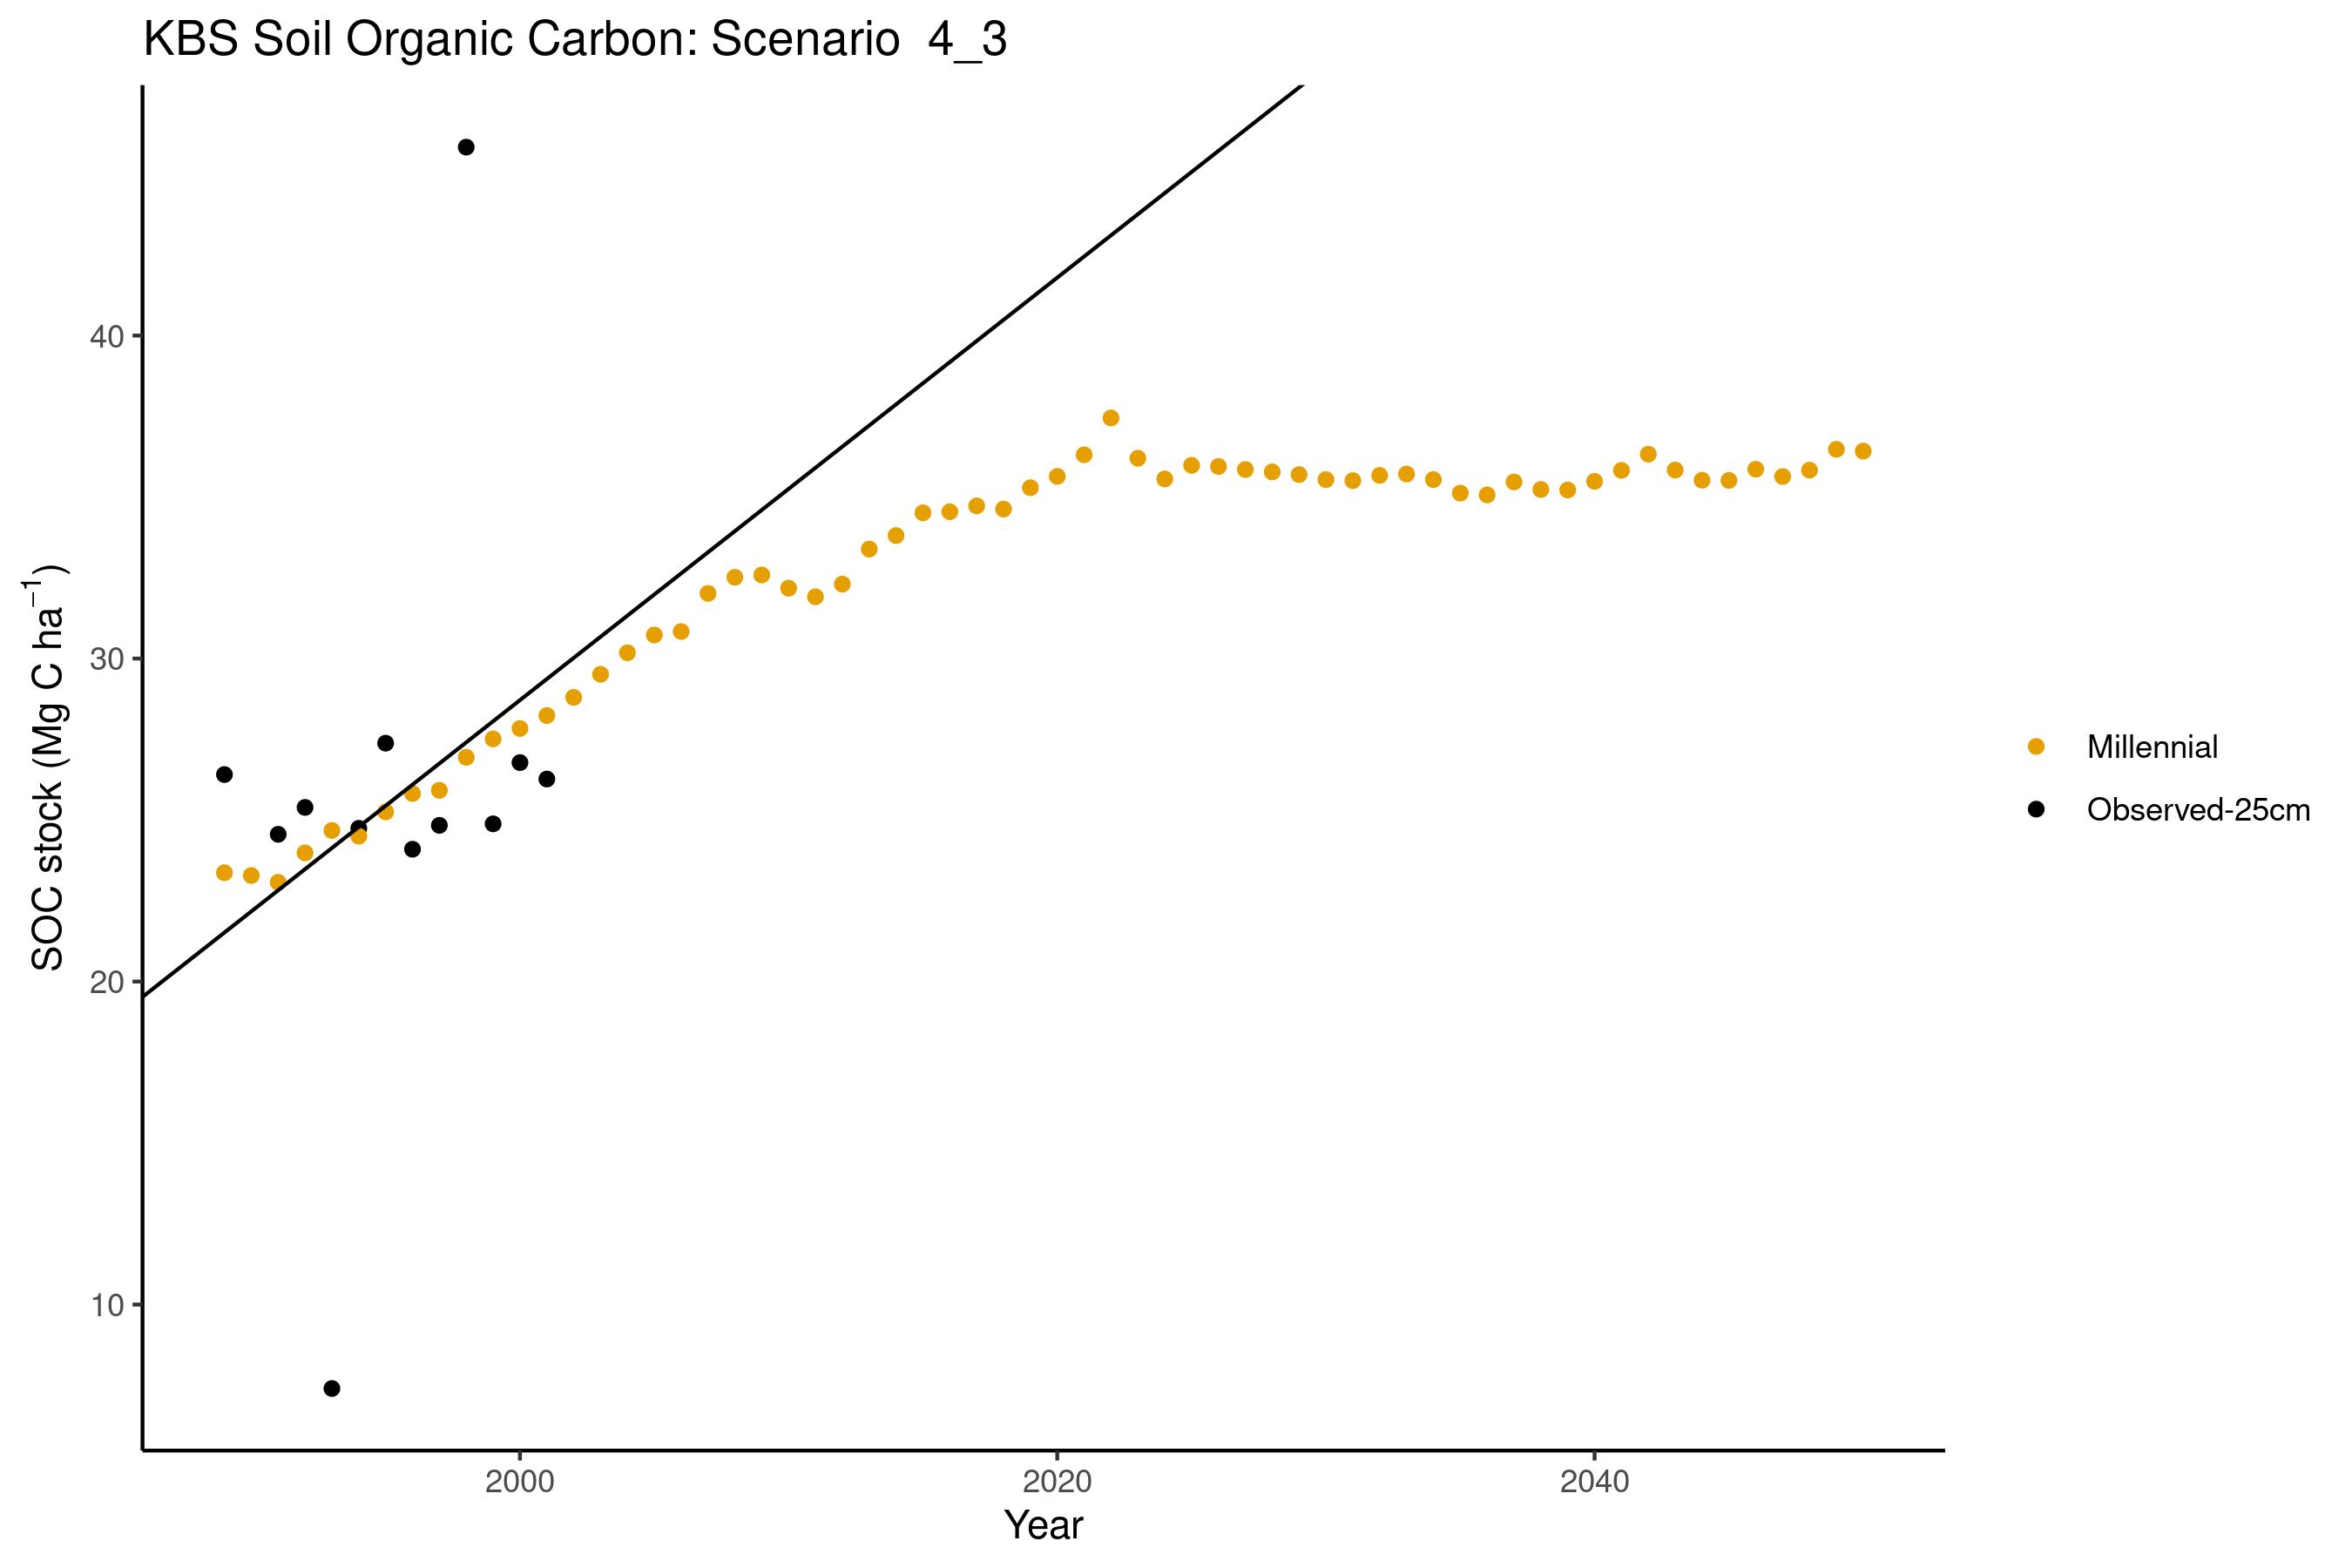 KBS Soil Organic Carbon: Scenario  4_3
SOC stock (Mg C ha⁻¹)
40
30
20
10
2000
2020
2040
Year
Millennial
Observed-25cm